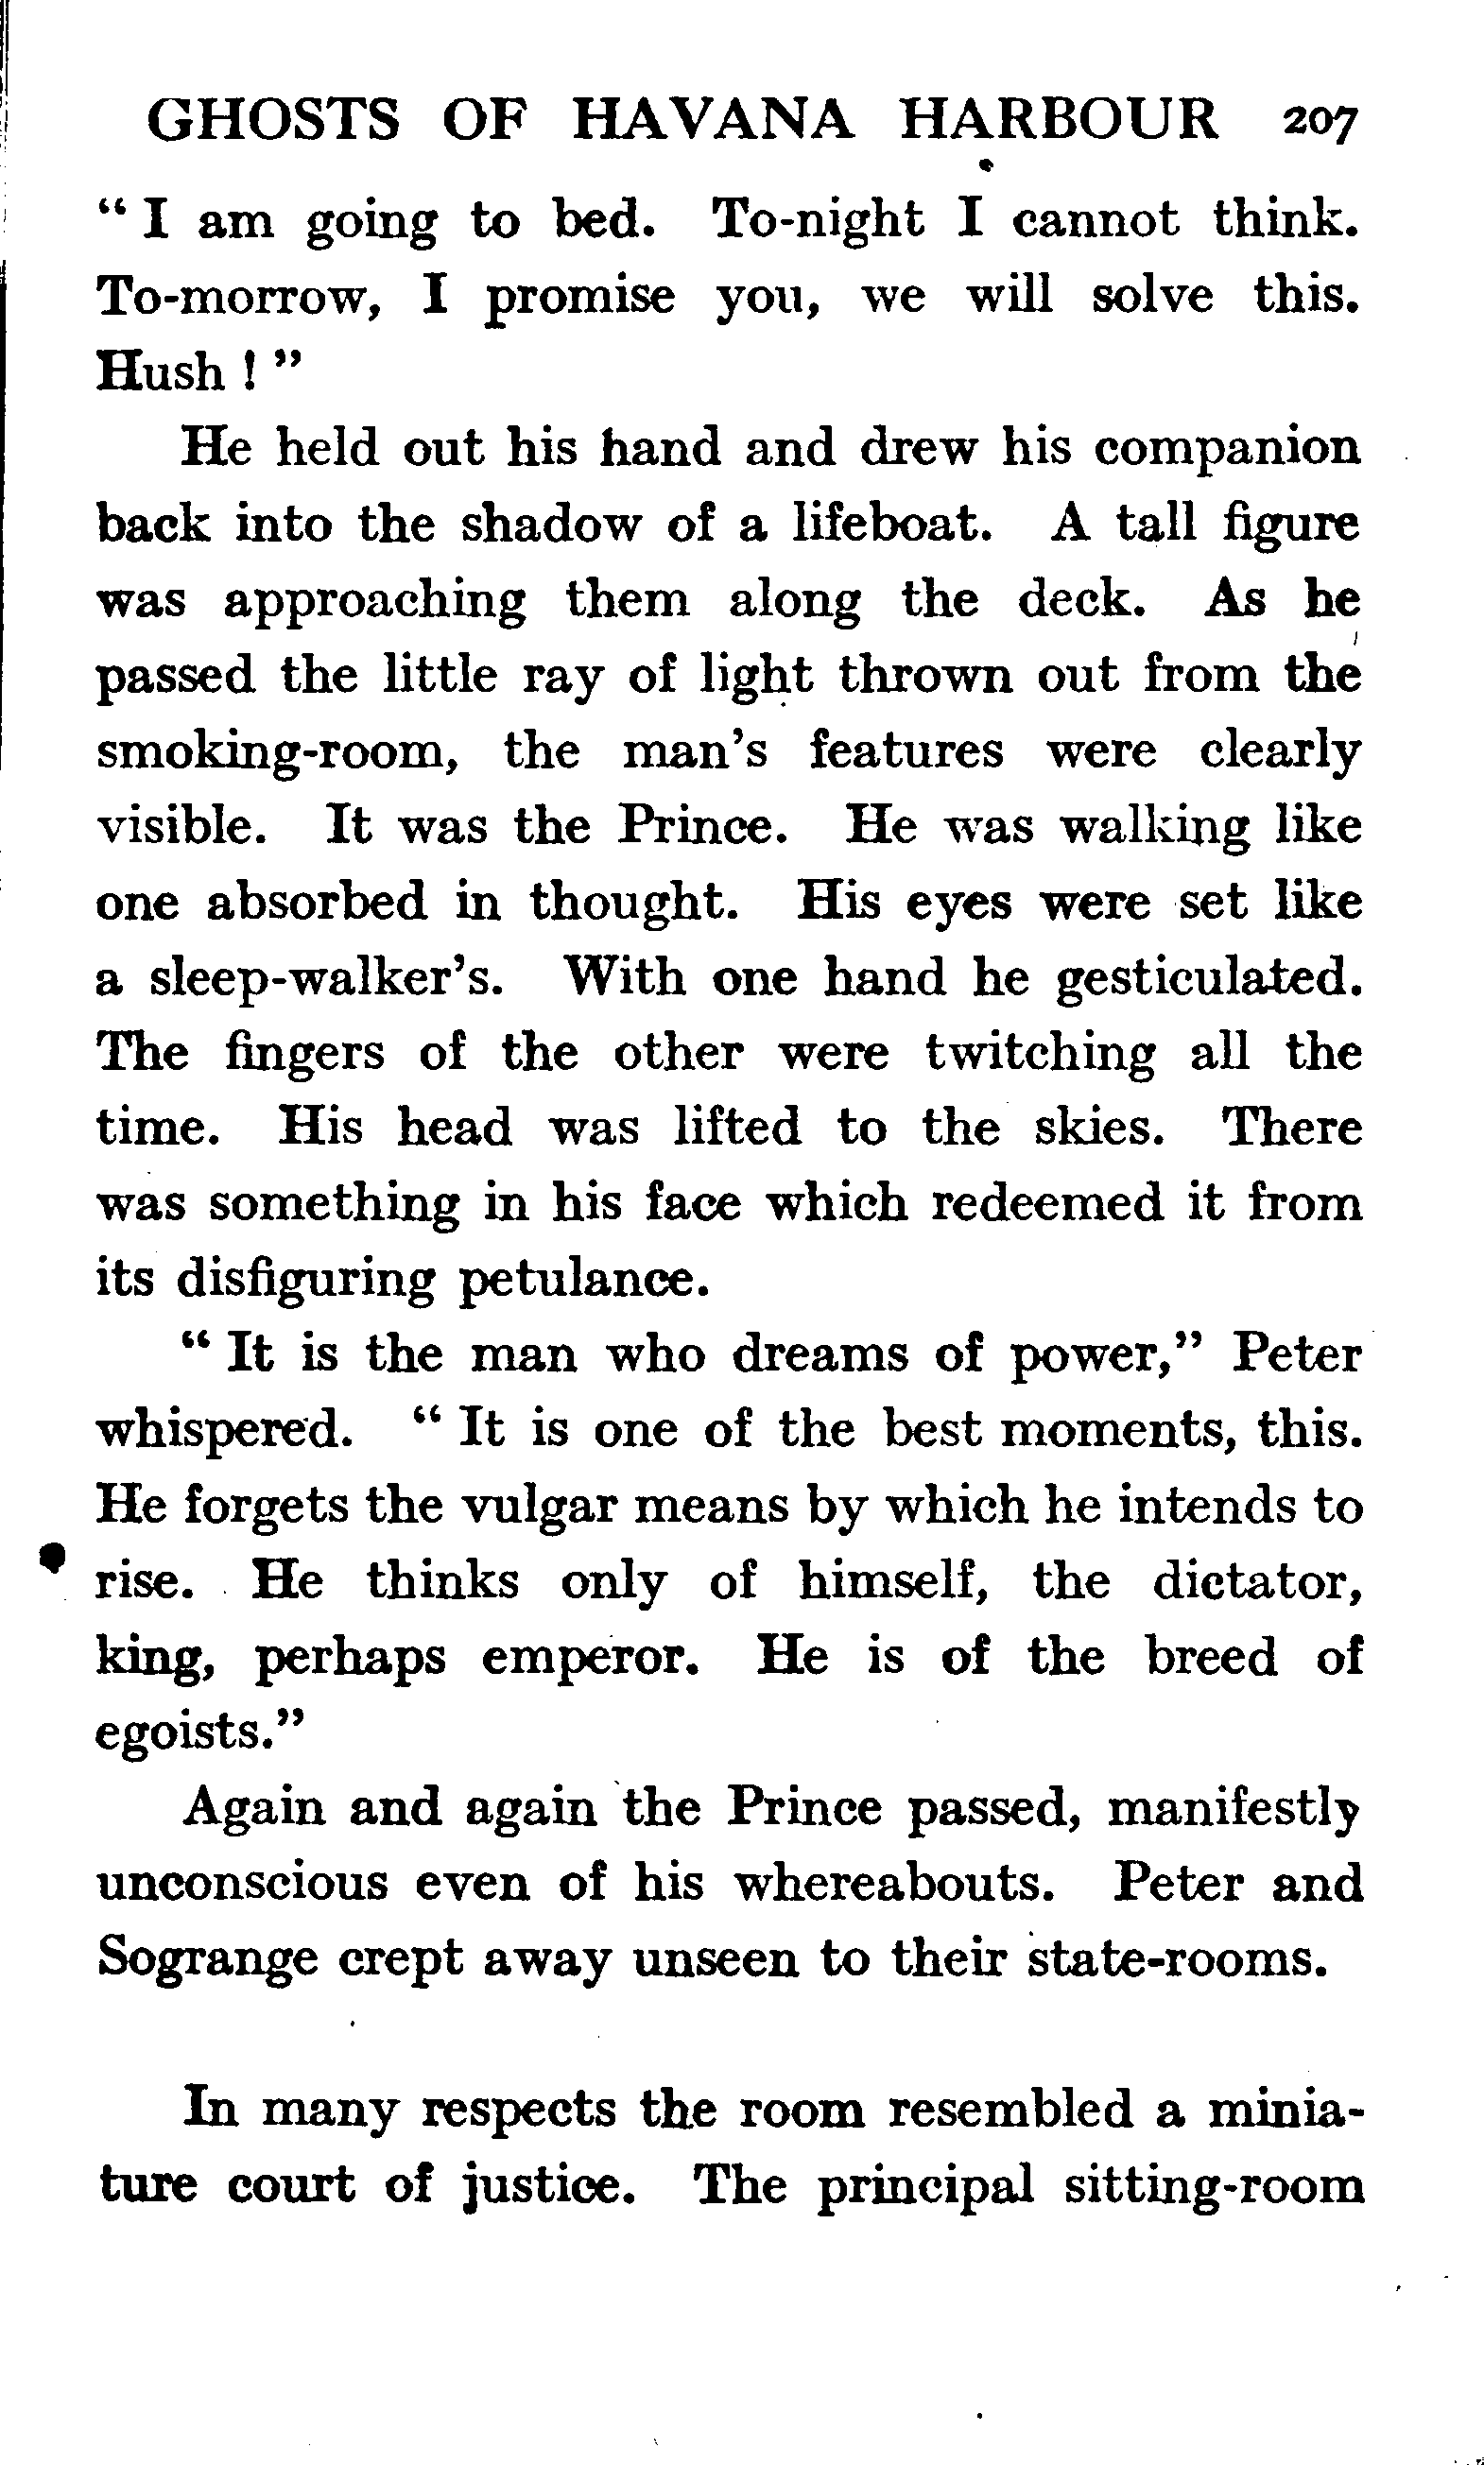 GHOSTS OF HAVANA HARBOUR 207
“ I am going to bed. To-night I cannot think.
To-morrow, I promise you, we will solve this.
Hush ! ”
He held out his hand and drew his companion
back into the shadow of a lifeboat. A tall figure
was approaching them along the deck. As he
passed the little ray of light thrown out from the
smoking-room, the man’s features were clearly
visible. It was the Prince. He was walking like
one absorbed in thought. His eyes were set like
a sleep-walker’s. With one hand he gesticulated.
The fingers of the other were twitching all the
time. His head was lifted to the skies. There
was something in his face which redeemed it from
its disfiguring petulance.
“ It is the man who dreams of power,” Peter
whispered. “ It is one of the best moments, this.
He forgets the vulgar means by which he intends to
rise. He thinks only of himself, the dictator,
king, perhaps emperor. He is of the breed of
egoists.”
Again and again the Prince passed, manifestly
unconscious even of his whereabouts. Peter and
Sogrange crept away unseen to their state-rooms.
In many respects the room resembled a minia-
ture court of justice. The principal sitting-room